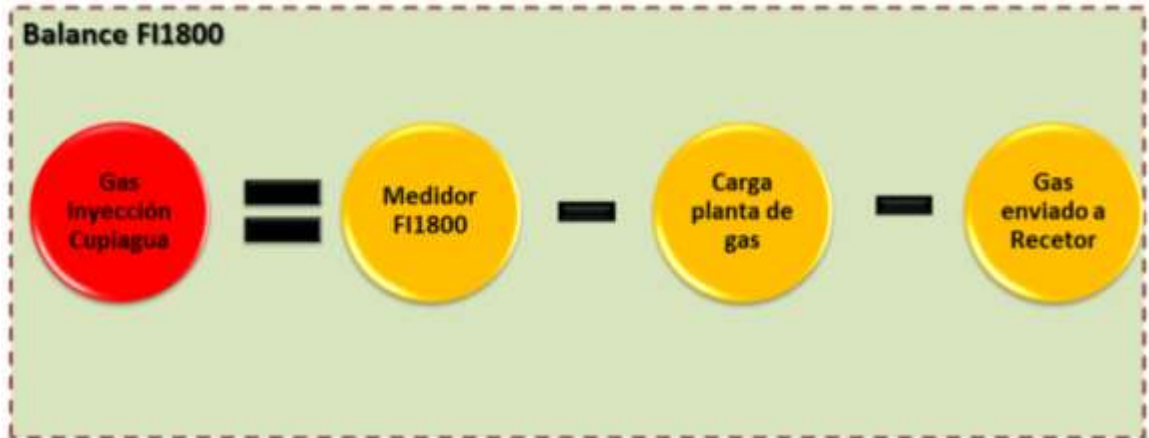 Balance FI1800
Gas
Inyección
Cupiagua
Medidor
FI1800
Carga
planta de
gas
Gas
enviado a
Recetor